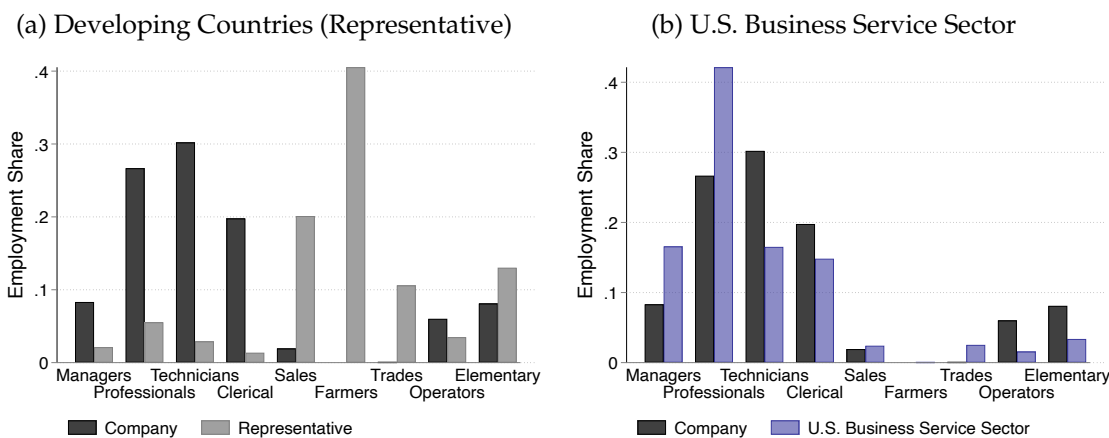 (a) Developing Countries (Representative)
.4
.3
.2
.1
0
Employment Share
Managers Technicians Sales Trades Elementary
Professionals Clerical Farmers Operators
Company Representative
(b) U.S. Business Service Sector
.4
.3
.2
.1
0
Employment Share
Managers Technicians Sales Trades Elementary
Professionals Clerical Farmers Operators
Company U.S. Business Service Sector